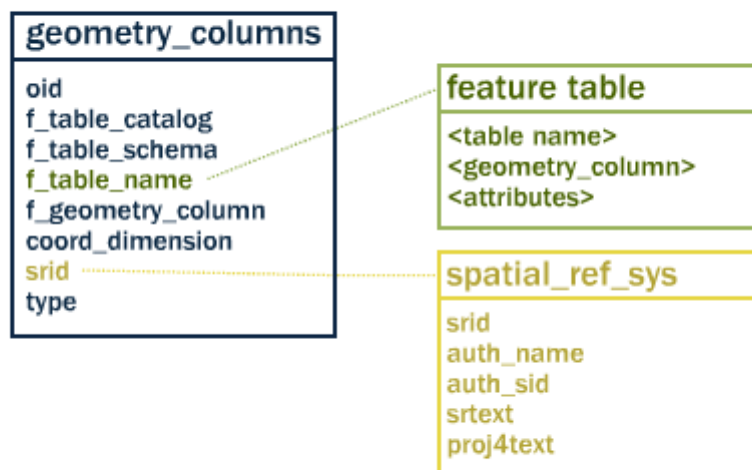 geometry_columns
oid
f_table_catalog
f_table_schema
f_table_name
f_geometry_column
coord_dimension
srid
type
feature table
<table name>
<geometry_column>
<attributes>
spatial_ref_sys
srid
auth_name
auth_sid
srtext
proj4text